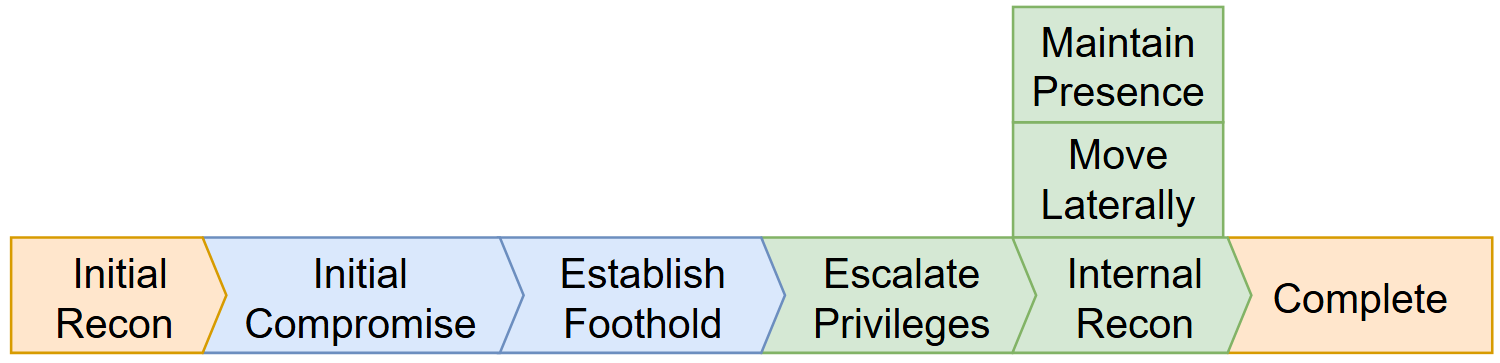 Maintain
Presence
Move
Laterally
Initial
Recon
Initial
Compromise
Establish
Foothold
Escalate
Privileges
Internal
Recon
Complete